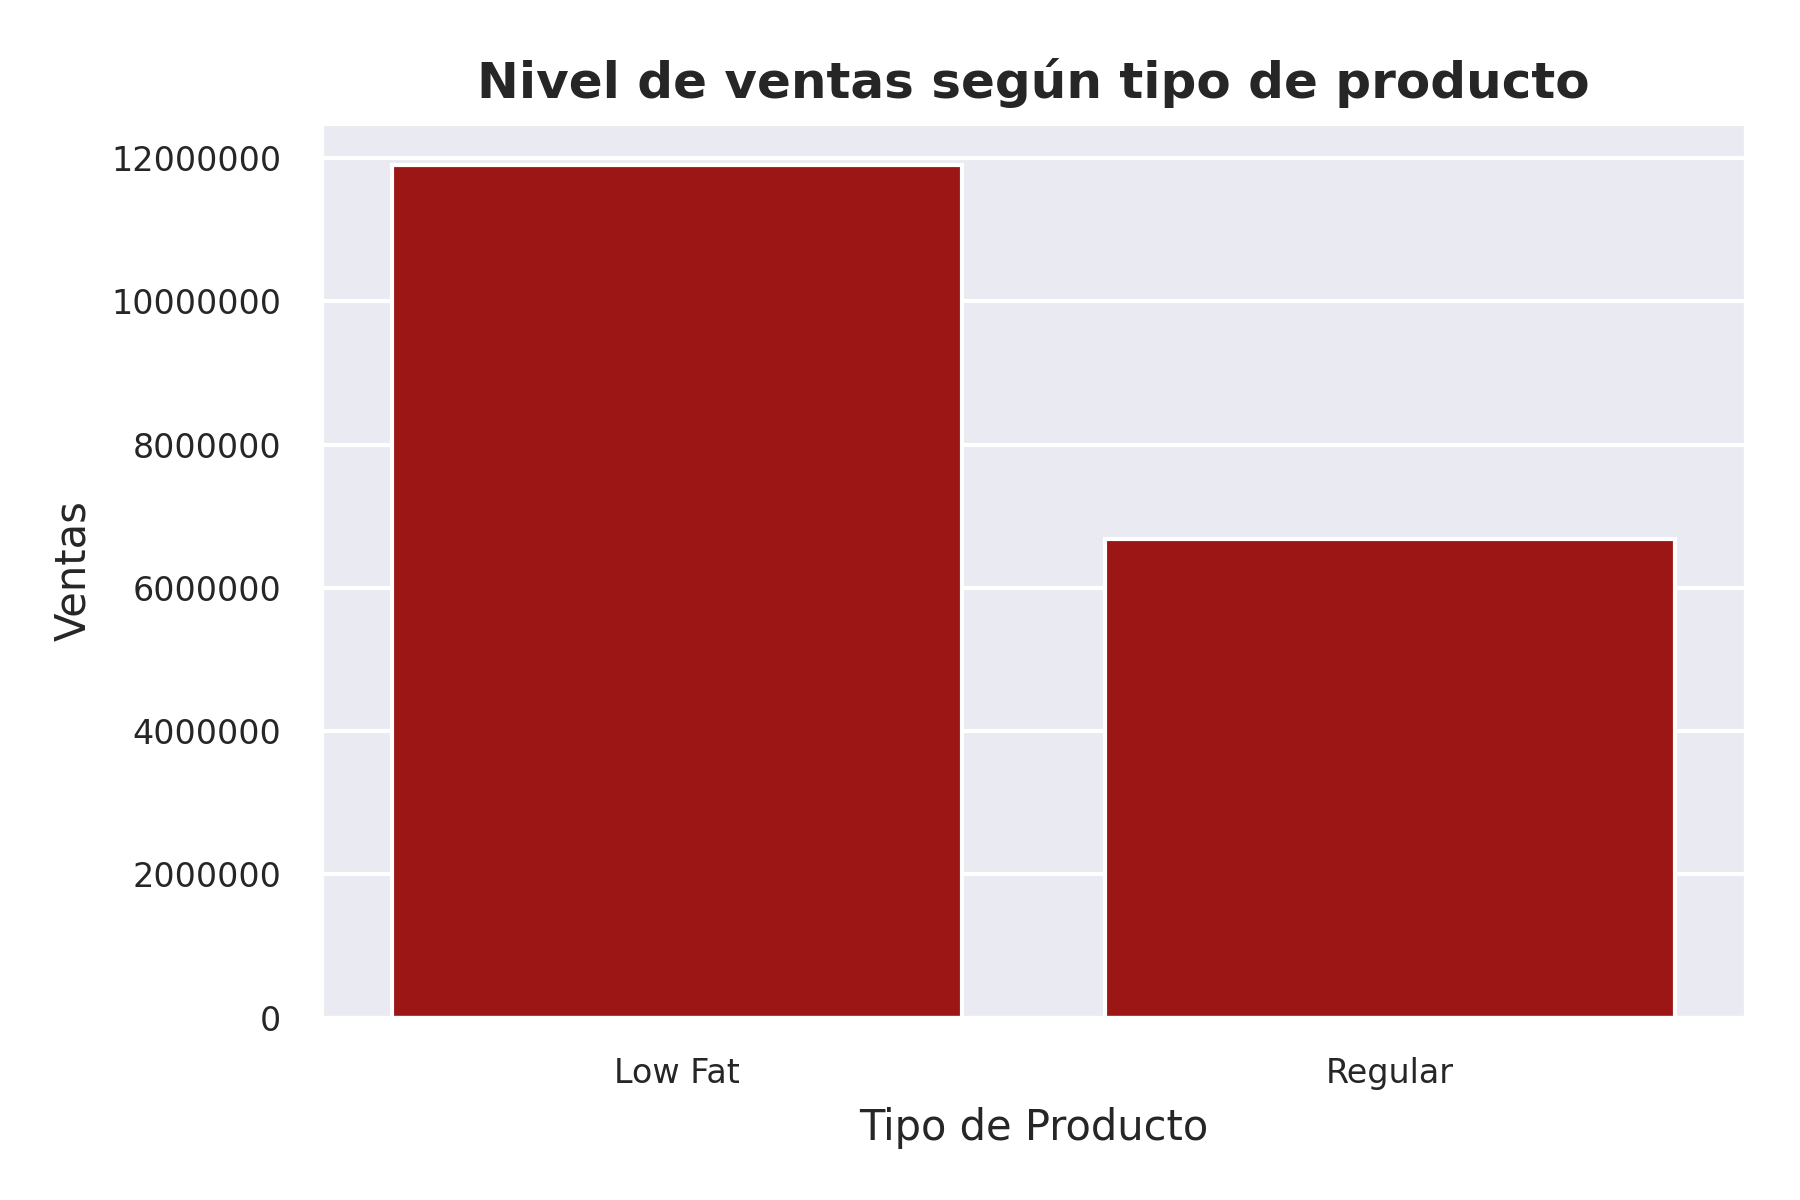 Nivel de ventas según tipo de producto
12000000
10000000
8000000
6000000
4000000
2000000
0
Ventas
Low Fat
Regular
Tipo de Producto